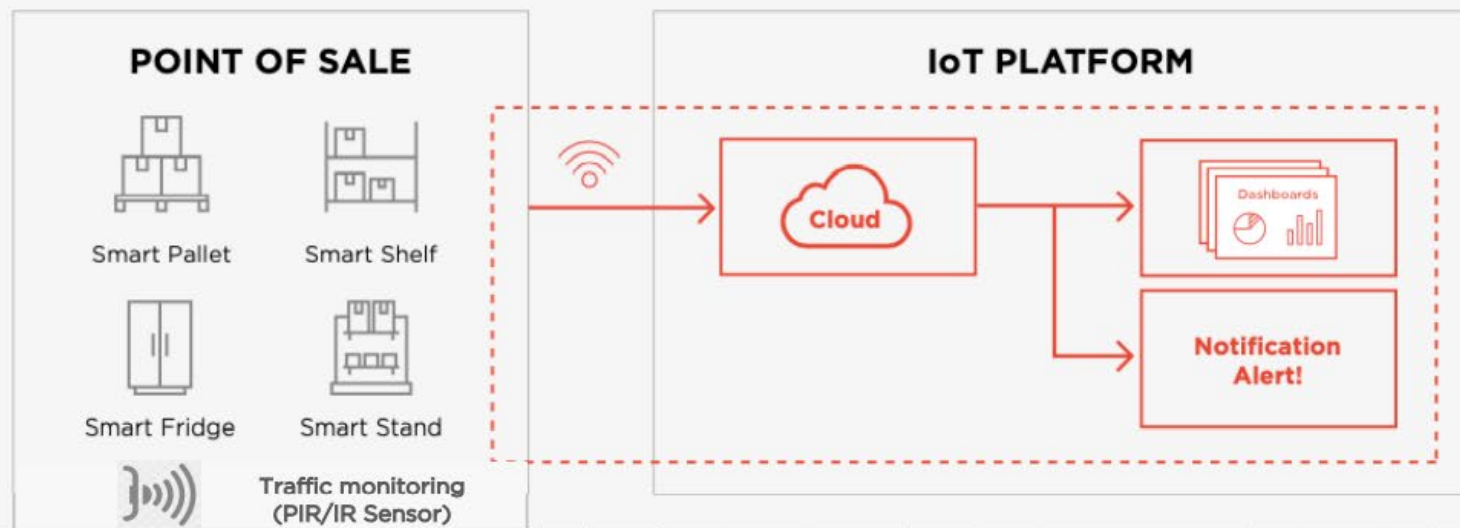 POINT OF SALE
IoT PLATFORM
Smart Pallet
Smart Shelf
Cloud
Dashboards
Smart Fridge
Smart Stand
Notification
Alert!
Traffic monitoring
(PIR/IR Sensor)